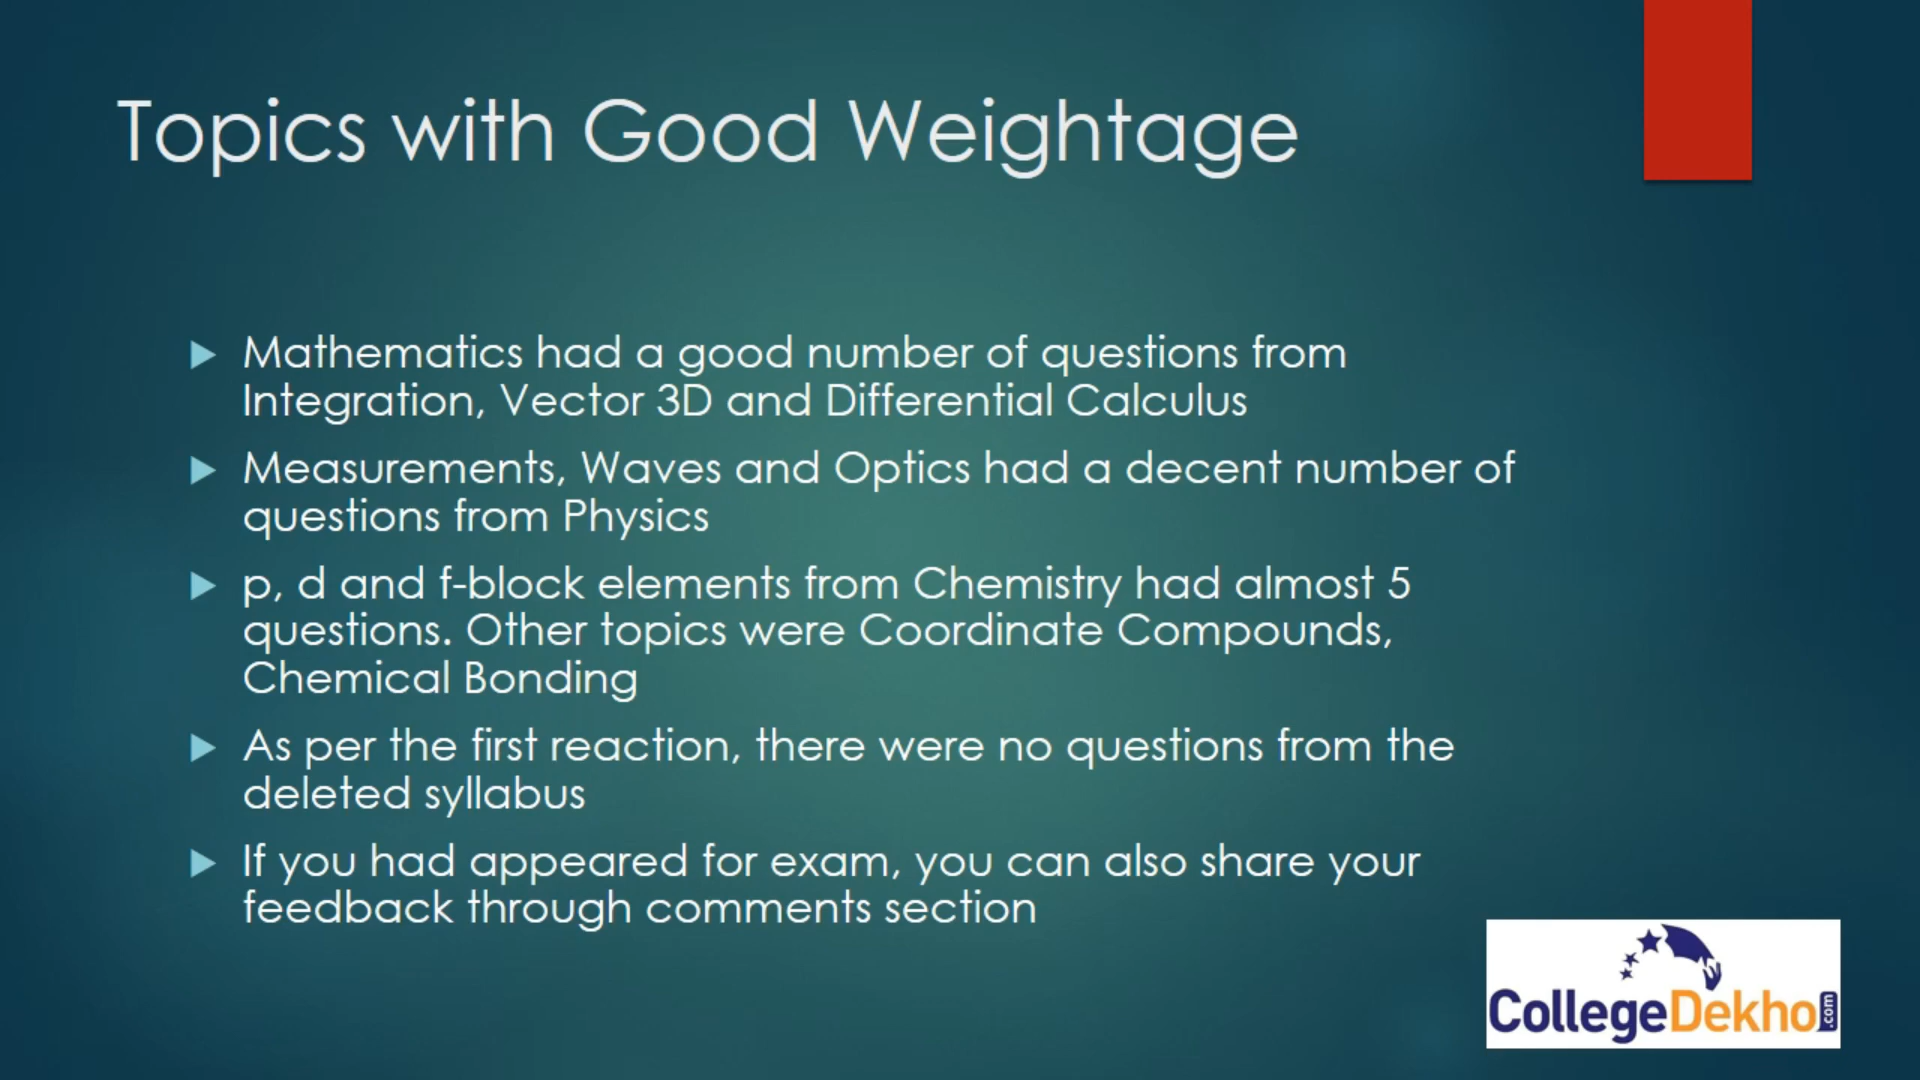 Topics with Good Weightage
Mathematics had a good number of questions from
Integration, Vector 3D and Differential Calculus
Measurements, Waves and Optics had a decent number of
questions from Physics
p, d and f-block elements from Chemistry had almost 5
questions. Other topics were Coordinate Compounds,
Chemical Bonding
As per the first reaction, there were no questions from the
deleted syllabus
If you had appeared for exam, you can also share your
feedback through comments section
CollegeDekho.com